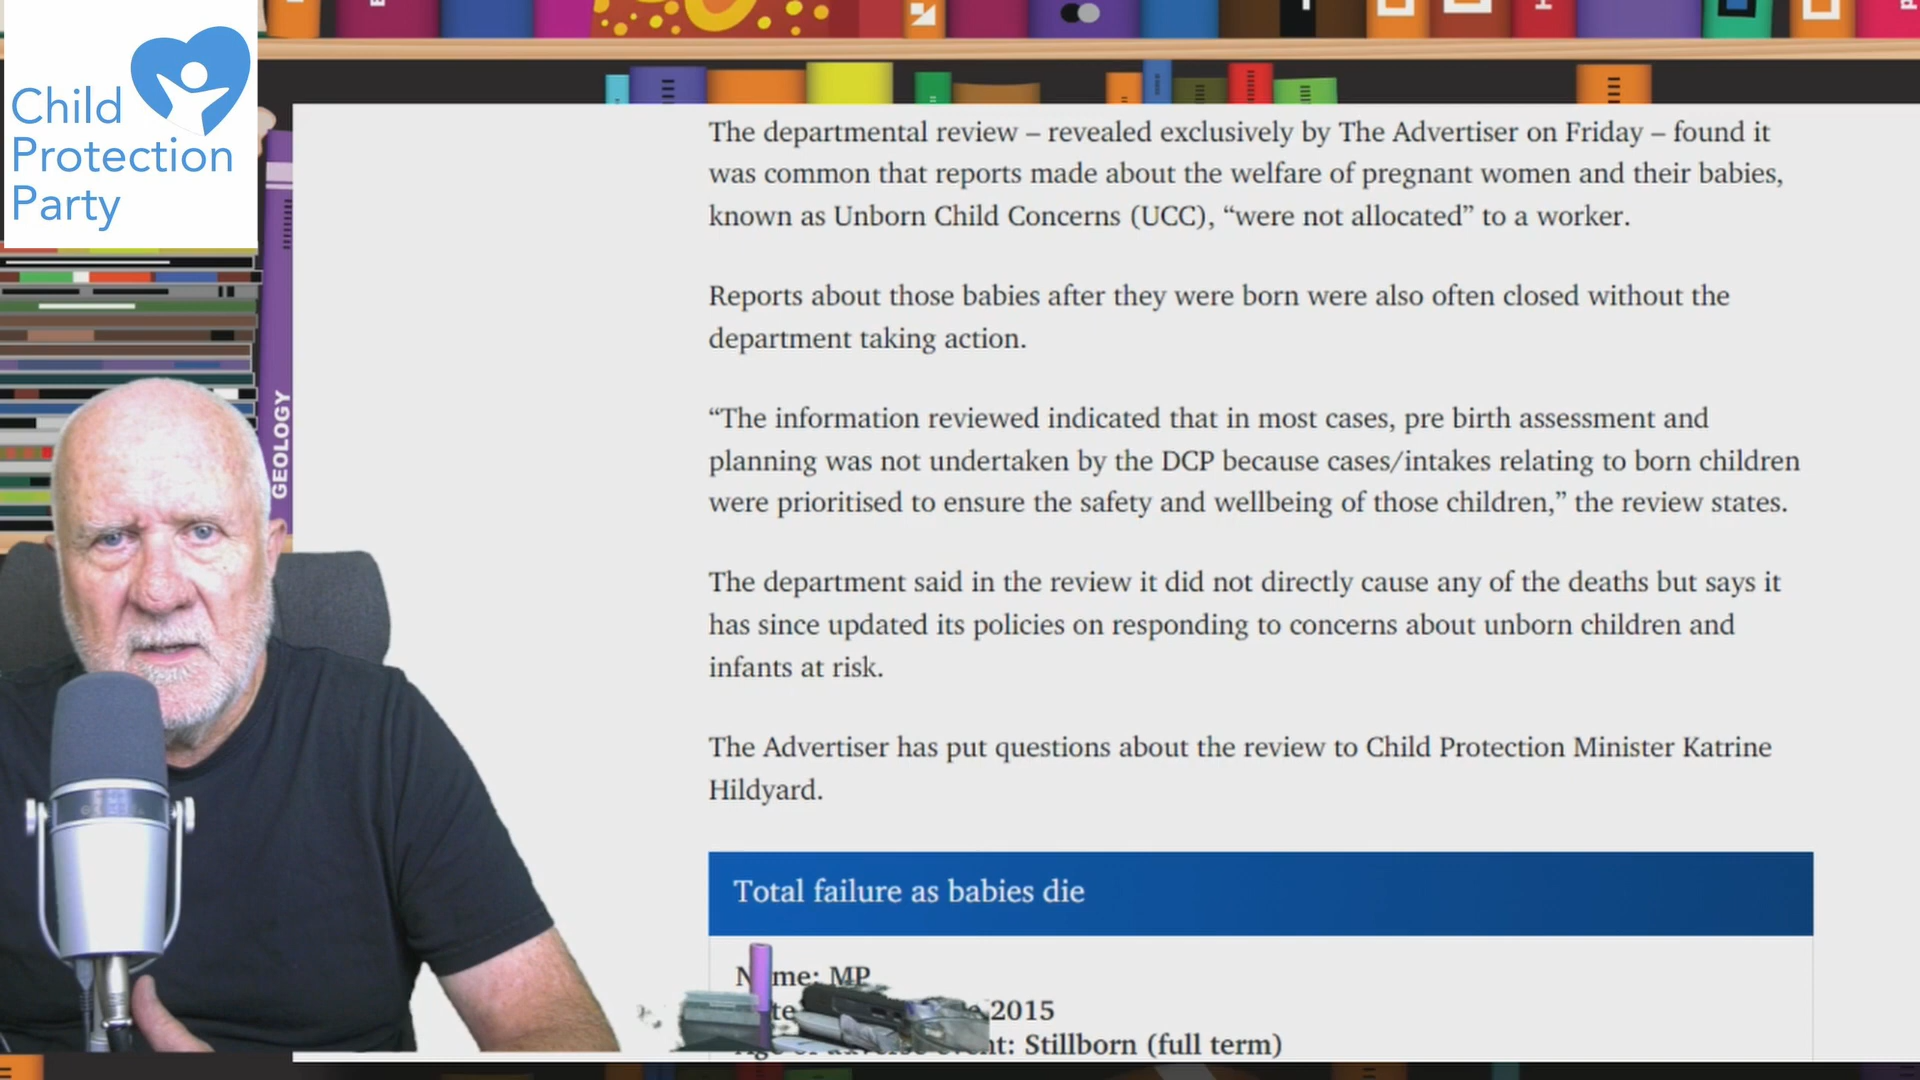 Child
Protection
Party
GEOLOGY
The departmental review – revealed exclusively by The Advertiser on Friday – found it
was common that reports made about the welfare of pregnant women and their babies,
known as Unborn Child Concerns (UCC), “were not allocated” to a worker.
Reports about those babies after they were born were also often closed without the
department taking action.
“The information reviewed indicated that in most cases, pre birth assessment and
planning was not undertaken by the DCP because cases/intakes relating to born children
were prioritised to ensure the safety and wellbeing of those children,” the review states.
The department said in the review it did not directly cause any of the deaths but says it
has since updated its policies on responding to concerns about unborn children and
infants at risk.
The Advertiser has put questions about the review to Child Protection Minister Katrine
Hildyard.
Total failure as babies die
MP
2015
Stillborn (full term)